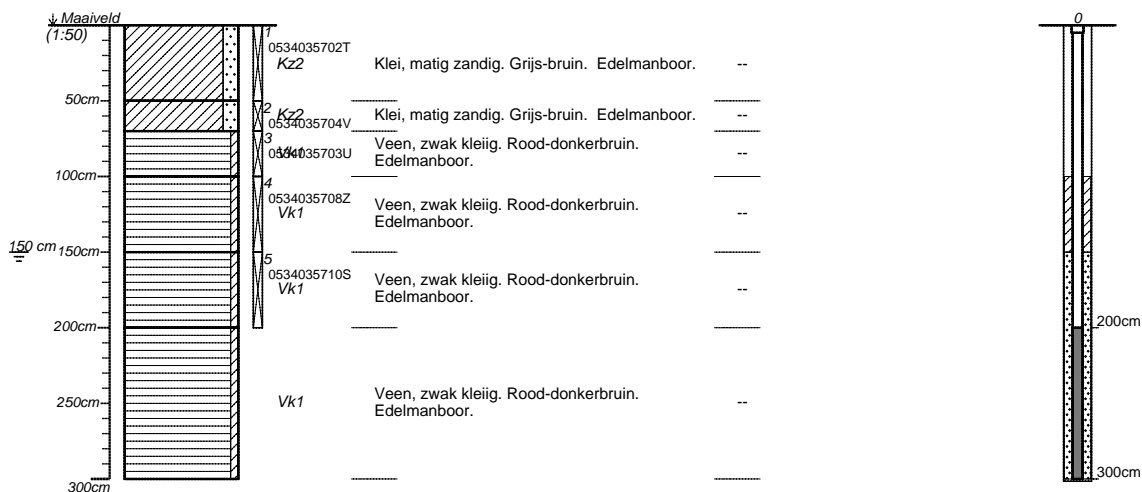 Maaiveld
0
(1:50)
1
0534035702T
Kz2 Klei, matig zandig. Grijs-bruin. Edelmanboor. --
50cm
2
Kz2 Klei, matig zandig. Grijs-bruin. Edelmanboor. --
0534035704V
3
Vk1 Veen, zwak kleiig. Rood-donkerbruin.
0534035703U
Edelmanboor. --
100cm
4
0534035708Z
Vk1 Veen, zwak kleiig. Rood-donkerbruin.
Edelmanboor. --
150 cm
150cm
5
0534035710S
Vk1 Veen, zwak kleiig. Rood-donkerbruin.
Edelmanboor. --
200cm
200cm
250cm
Vk1 Veen, zwak kleiig. Rood-donkerbruin.
Edelmanboor. --
300cm
300cm